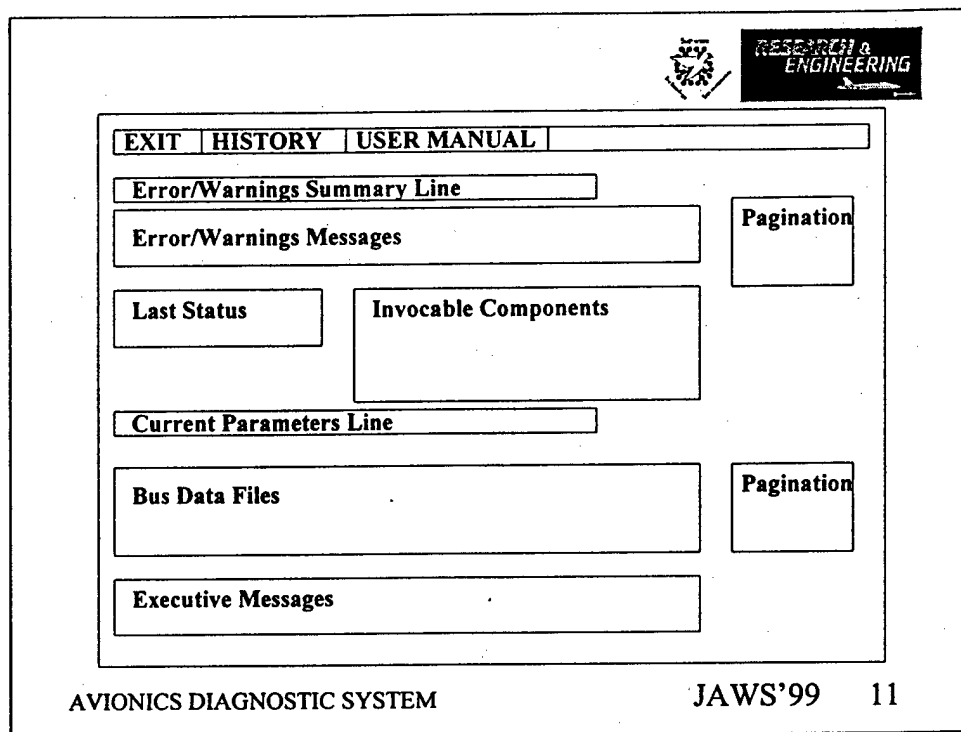 RESEARCH &
ENGINEERING
EXIT HISTORY USER MANUAL
Error/Warnings Summary Line
Error/Warnings Messages
Pagination
Last Status
Invocable Components
Current Parameters Line
Bus Data Files
Pagination
Executive Messages
AVIONICS DIAGNOSTIC SYSTEM
JAWS'99 11